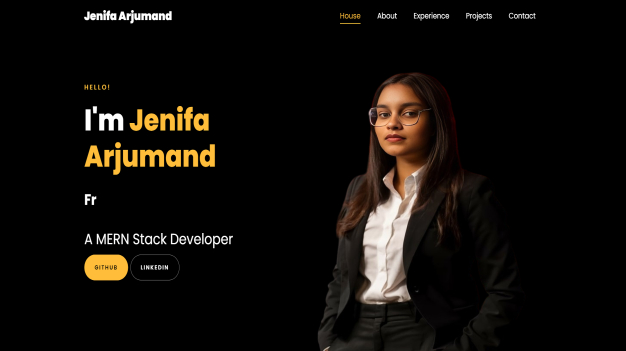 Jenifa Arjumand
House About Experience Projects Contact
HELLO!
I'm Jenifa
Arjumand
Fr
A MERN Stack Developer
GITHUB LINKEDIN